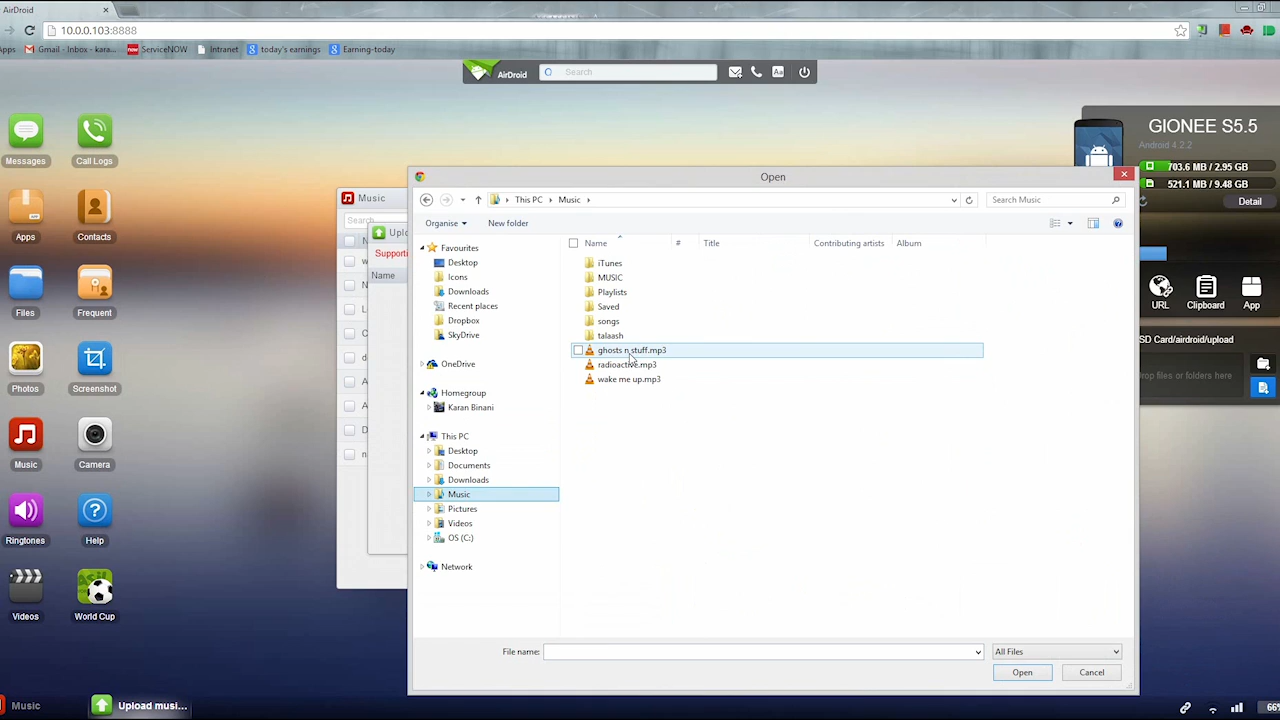 AirDroid
10.0.0.103:8888
Apps
Gmail - Inbox - kara...
ServiceNOW
Intranet
today's earnings
Earning-today
AirDroid
Search
Aa
Messages
Call Logs
Apps
Contacts
Files
Frequent
Photos
Screenshot
Music
Camera
Ringtones
Help
Videos
World Cup
GIONEE S5.5
Android 4.2.2
703.6 MB / 2.95 GB
521.1 MB / 9.48 GB
Detail
URL
Clipboard
App
SD Card/airdroid/upload
Drop files or folders here
Music
Search
Uplo
Supporti
Name
Open
This PC
Music
Search Music
Organise
New folder
Name
#
Title
Contributing artists
Album
Favourites
Desktop
Icons
Downloads
Recent places
Dropbox
SkyDrive
OneDrive
Homegroup
Karan Binani
This PC
Desktop
Documents
Downloads
Music
Pictures
Videos
OS (C:)
Network
iTunes
MUSIC
Playlists
Saved
songs
talaash
ghosts n stuff.mp3
radioactive.mp3
wake me up.mp3
File name:
All Files
Open
Cancel
Music
Upload musi...
66%